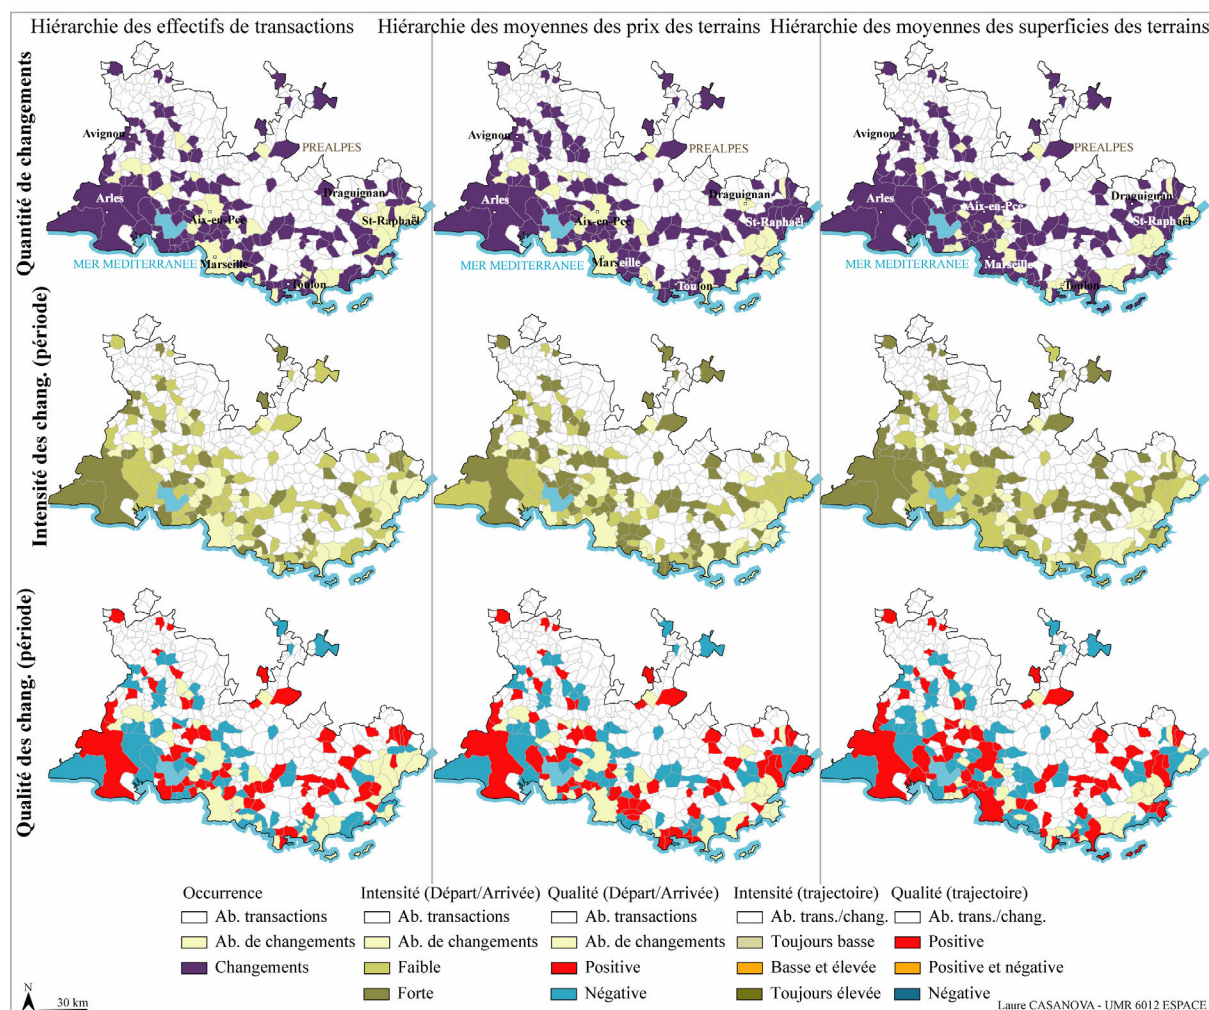 Hiérarchie des effectifs de transactions
Hiérarchie des moyennes des prix des terrains
Hiérarchie des moyennes des superficies des terrains
Quantité de changements
Avignon
PREALPES
Arles
Draguignan
Aix-en-Pce
St-Raphaël
MER MEDITERRANEE
Marseille
Toulon
Avignon
PREALPES
Arles
Draguignan
Aix-en-Pce
St-Raphaël
MER MEDITERRANEE
Marseille
Toulon
Avignon
PREALPES
Arles
Draguignan
Aix-en-Pce
St-Raphaël
MER MEDITERRANEE
Marseille
Toulon
Intensité des chang. (période)
Qualité des chang. (période)
Occurrence
Ab. transactions
Ab. de changements
Changements
Intensité (Départ/Arrivée)
Ab. transactions
Ab. de changements
Faible
Forte
Qualité (Départ/Arrivée)
Ab. transactions
Ab. de changements
Positive
Négative
Intensité (trajectoire)
Ab. trans./chang.
Toujours basse
Basse et élevée
Toujours élevée
Qualité (trajectoire)
Ab. trans./chang.
Positive
Positive et négative
Négative
N
30 km
Laure CASANOVA - UMR 6012 ESPACE